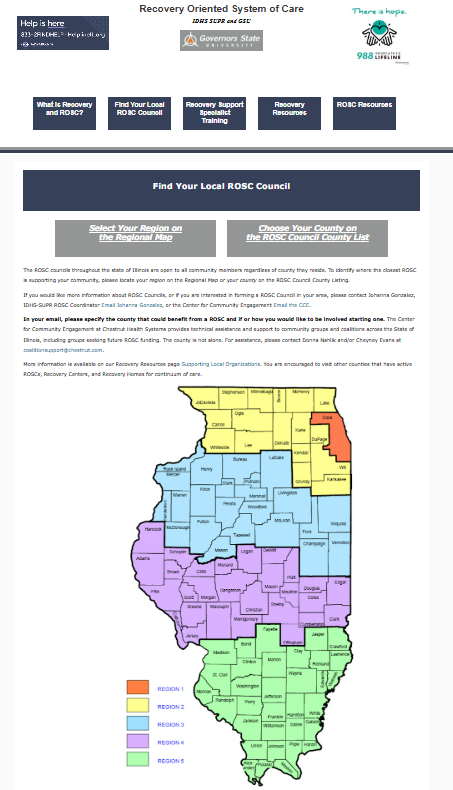 Recovery Oriented System of Care
IDHS SUPR and GSU
Help is here
833-2FINDHELP · HelplineIL.org
Governors State
UNIVERSITY
There is hope.
988 LIFELINE
What is Recovery
and ROSC?
Find Your Local
ROSC Council
Recovery Support
Specialist
Training
Recovery
Resources
ROSC Resources
Find Your Local ROSC Council
Select Your Region on
the Regional Map
Choose Your County on
the ROSC Council County List
The ROSC councils throughout the state of Illinois are open to all community members regardless of county they reside. To identify where the closest ROSC
is supporting your community, please locate your region on the Regional Map or your county on the ROSC Council County Listing.
If you would like more information about ROSC Councils, or if you are interested in forming a ROSC Council in your area, please contact Johanna Gonzalez,
IDHS-SUPR ROSC Coordinator Email Johanna Gonzalez, or the Center for Community Engagement Email the CCE.
In your email, please specify the county that could benefit from a ROSC and if or how you would like to be involved starting one. The Center
for Community Engagement at Chestnut Health Systems provides technical assistance and support to community groups and coalitions across the State of
Illinois, including groups seeking future ROSC funding. The county is not alone. For assistance, please contact Donna Nahlik and/or Cheyney Evans at
coalitionsupport@chestnut.com.
More information is available on our Recovery Resources page Supporting Local Organizations. You are encouraged to visit other counties that have active
ROSCs, Recovery Centers, and Recovery Homes for continuum of care.
JoDaviess
Stephenson
Winnebago
Boone
McHenry
Lake
Carroll
Ogle
Kane
Cook
DuPage
Whiteside
Lee
DeKalb
Kendall
Will
Grundy
Kankakee
Rock Island
Mercer
Henry
Bureau
LaSalle
Putnam
Stark
Knox
Warren
Marshall
Livingston
Peoria
Woodford
Iroquois
McDonough
Fulton
Tazewell
McLean
Ford
Champaign
Vermilion
Hancock
Mason
Logan
DeWitt
Adams
Schuyler
Menard
Brown
Cass
Piatt
Macon
Sangamon
Douglas
Edgar
Pike
Scott
Morgan
Moultrie
Coles
Christian
Shelby
Greene
Macoupin
Montgomery
Cumberland
Clark
Jersey
Effingham
Fayette
Jasper
Crawford
Bond
Madison
Clay
Richland
Lawrence
Clinton
Marion
Wayne
St. Clair
Monroe
Washington
Jefferson
Randolph
Perry
Franklin
Hamilton
White
Jackson
Williamson
Saline
Gallatin
Union
Johnson
Pope
Hardin
Pulaski
REGION 1
REGION 2
REGION 3
REGION 4
REGION 5